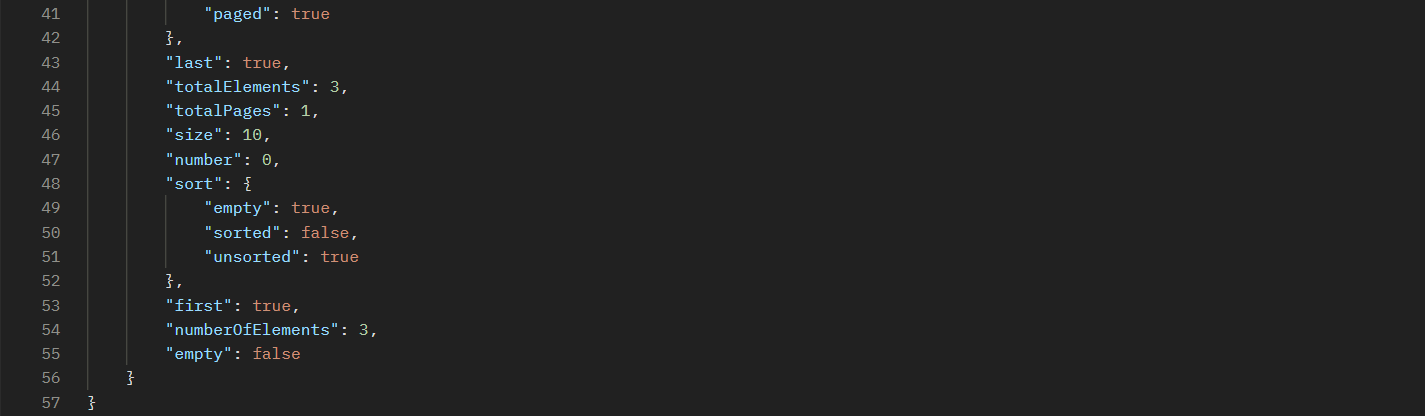 41 "paged": true
42 },
43 "last": true,
44 "totalElements": 3,
45 "totalPages": 1,
46 "size": 10,
47 "number": 0,
48 "sort": {
49 "empty": true,
50 "sorted": false,
51 "unsorted": true
52 },
53 "first": true,
54 "numberOfElements": 3,
55 "empty": false
56 }
57 }